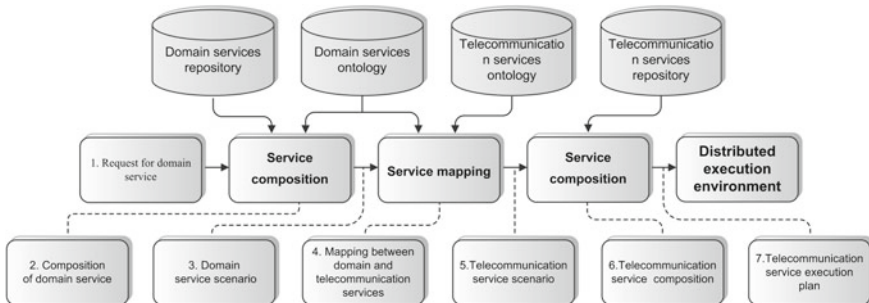 Domain services
repository
Domain services
ontology
Telecommunicatio
n services
ontology
Telecommunicatio
n services
repository
1. Request for domain
service
Service
composition
Service mapping
Service
composition
Distributed
execution
environment
2. Composition
of domain service
3. Domain
service scenario
4. Mapping between
domain and
telecommunication
services
5.Telecommunication
service scenario
6.Telecommunication
service composition
7.Telecommunication
service execution
plan